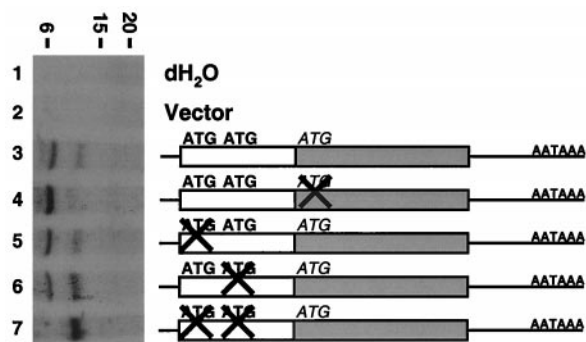 6 15 20
1 dH₂O
2 Vector
ATG ATG ATG
3 AATAAA
ATG ATG ATG
4 AATAAA
ATG ATG ATG
5 AATAAA
ATG ATG ATG
6 AATAAA
ATG ATG ATG
7 AATAAA